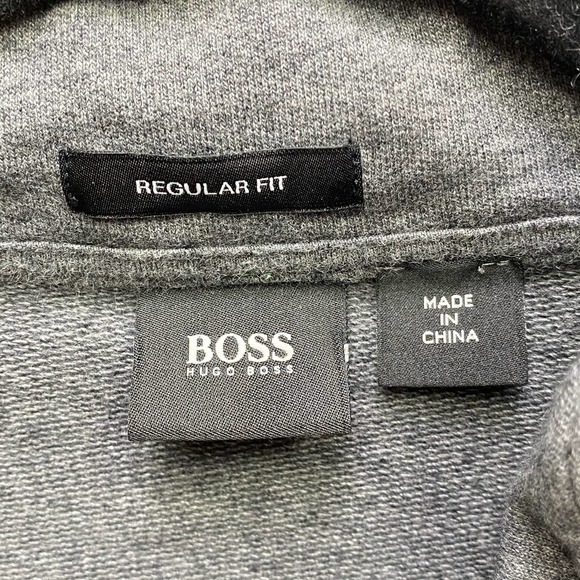 REGULAR FIT
BOSS
HUGO BOSS
MADE
IN
CHINA